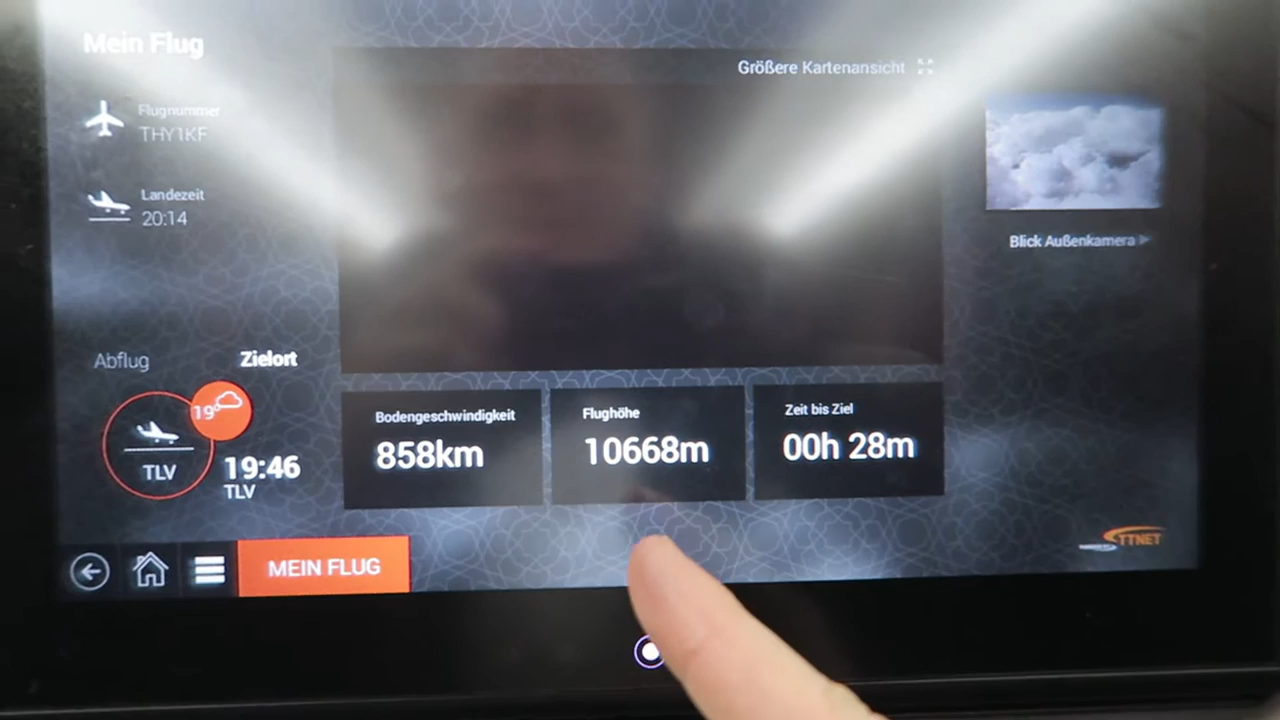 Mein Flug
Größere Kartenansicht
Flugnummer
THY1KF
Landezeit
20:14
Blick Außenkamera
Abflug
Zielort
19°
TLV
19:46
TLV
Bodengeschwindigkeit
858km
Flughöhe
10668m
Zeit bis Ziel
00h 28m
MEIN FLUG
TTNET